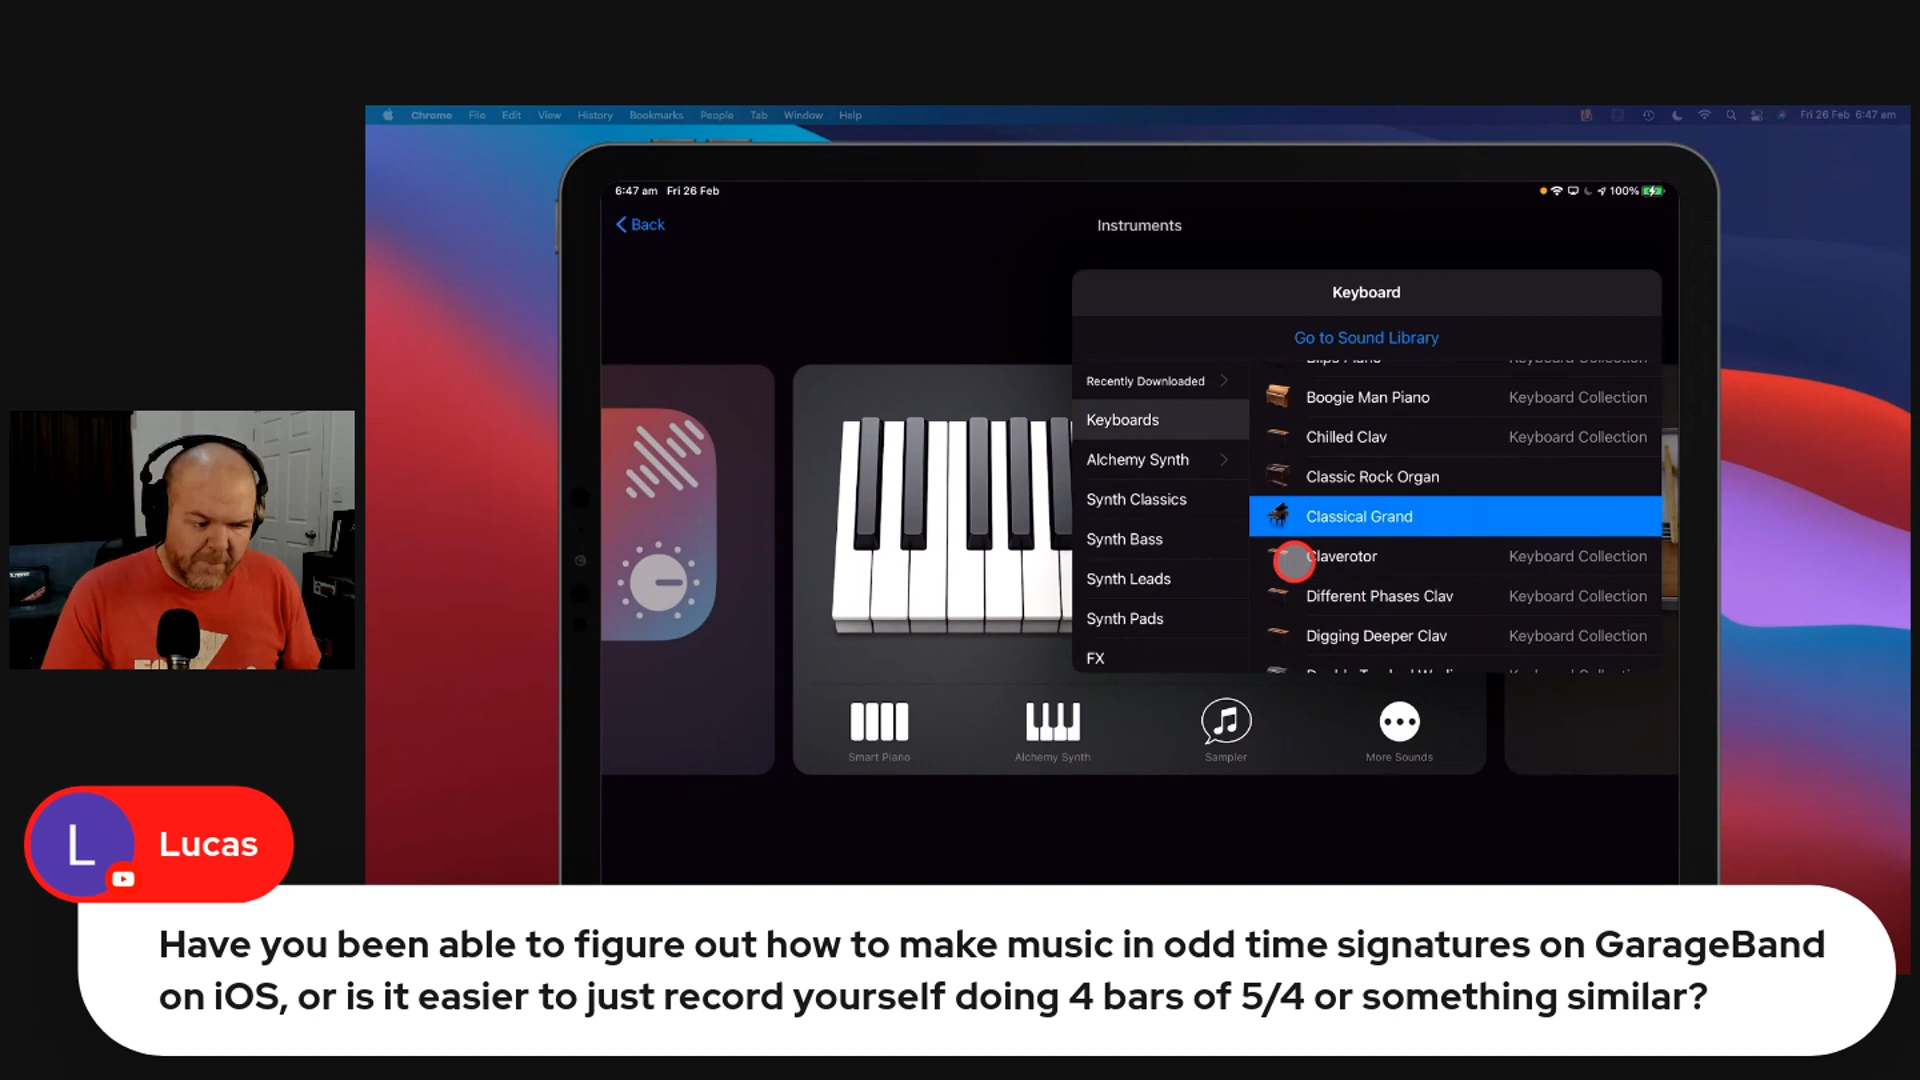 Chrome File Edit View History Bookmarks People Tab Window Help
Fri 26 Feb 6:47 am
6:47 am Fri 26 Feb
100%
Back
Instruments
Keyboard
Go to Sound Library
Recently Downloaded
Keyboards
Alchemy Synth
Synth Classics
Synth Bass
Synth Leads
Synth Pads
FX
Keyboard Collection
Boogie Man Piano Keyboard Collection
Chilled Clav Keyboard Collection
Classic Rock Organ
Classical Grand
Claverotor Keyboard Collection
Different Phases Clav Keyboard Collection
Digging Deeper Clav Keyboard Collection
Smart Piano
Alchemy Synth
Sampler
More Sounds
L
Lucas
Have you been able to figure out how to make music in odd time signatures on GarageBand
on iOS, or is it easier to just record yourself doing 4 bars of 5/4 or something similar?